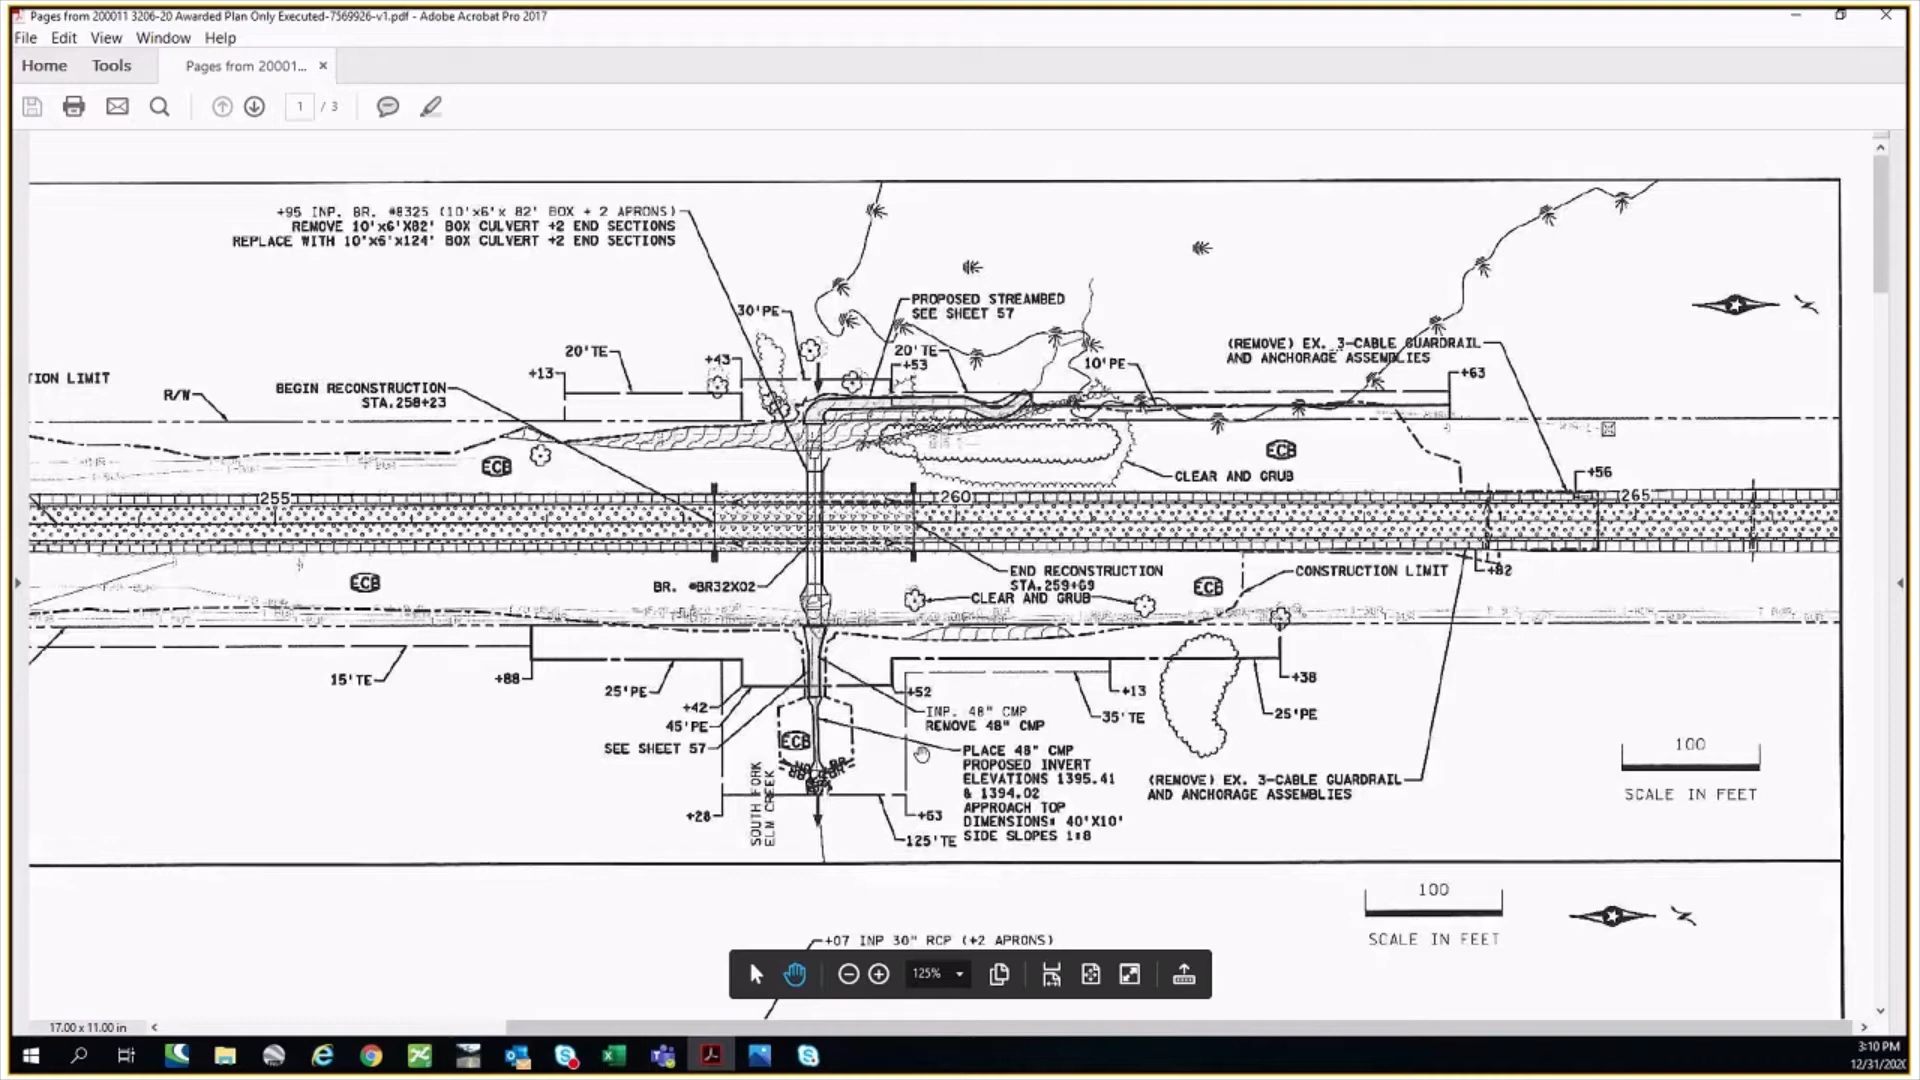 Pages from 200011 3206-20 Awarded Plan Only Executed-7569926-v1.pdf - Adobe Acrobat Pro 2017
File Edit View Window Help
Home Tools Pages from 20001... ×
1 / 3
+95 INP. BR. #8325 (10'x6'x 82' BOX + 2 APRONS)
REMOVE 10'x6'X82' BOX CULVERT +2 END SECTIONS
REPLACE WITH 10'x6'x124' BOX CULVERT +2 END SECTIONS
PROPOSED STREAMBED
SEE SHEET 57
30'PE
20'TE
+43
20'TE
+53
10'PE
(REMOVE) EX. 3-CABLE GUARDRAIL
AND ANCHORAGE ASSEMBLIES
+13
+63
TION LIMIT
R/W
BEGIN RECONSTRUCTION
STA.258+23
ECB
ECB
CLEAR AND GRUB
+56
255
260
265
ECB
BR. #BR32X02
END RECONSTRUCTION
STA.259+69
CLEAR AND GRUB
ECB
CONSTRUCTION LIMIT
+82
15'TE
+88
25'PE
+42
45'PE
SEE SHEET 57
+52
INP. 48" CMP
REMOVE 48" CMP
+13
35'TE
+38
25'PE
ECB
PLACE 48" CMP
PROPOSED INVERT
ELEVATIONS 1395.41
& 1394.02
APPROACH TOP
DIMENSIONS: 40'X10'
SIDE SLOPES 1:8
(REMOVE) EX. 3-CABLE GUARDRAIL
AND ANCHORAGE ASSEMBLIES
100
SCALE IN FEET
SOUTH FORK
ELM CREEK
+28
+63
125'TE
100
SCALE IN FEET
+07 INP 30" RCP (+2 APRONS)
125%
17.00 x 11.00 in
3:10 PM
12/31/2020